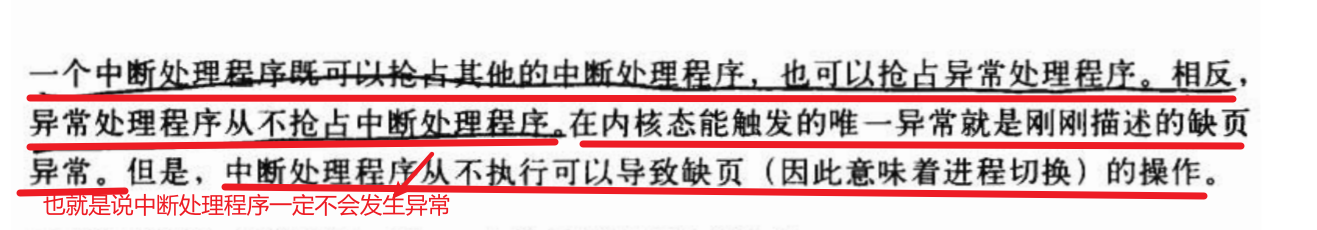 一个中断处理程序既可以抢占其他的中断处理程序，也可以抢占异常处理程序。相反，
异常处理程序从不抢占中断处理程序。在内核态能触发的唯一异常就是刚刚描述的缺页
异常。但是，中断处理程序从不执行可以导致缺页（因此意味着进程切换）的操作。
也就是说中断处理程序一定不会发生异常